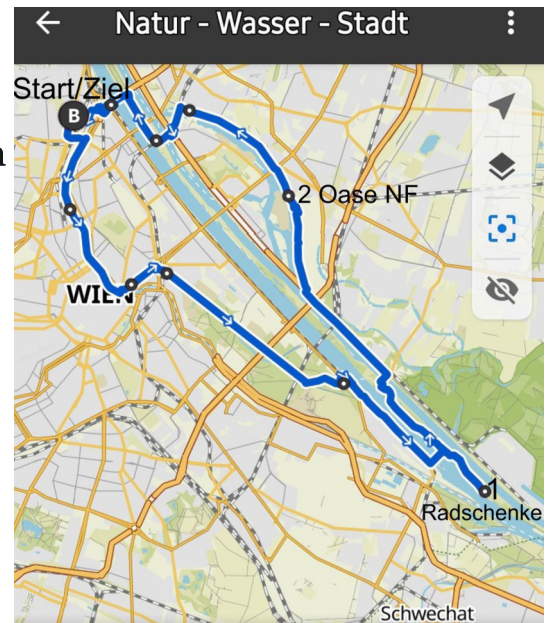 Natur - Wasser - Stadt
Start/Ziel
B
2 Oase NF
WIEN
1
Radschenke
Schwechat